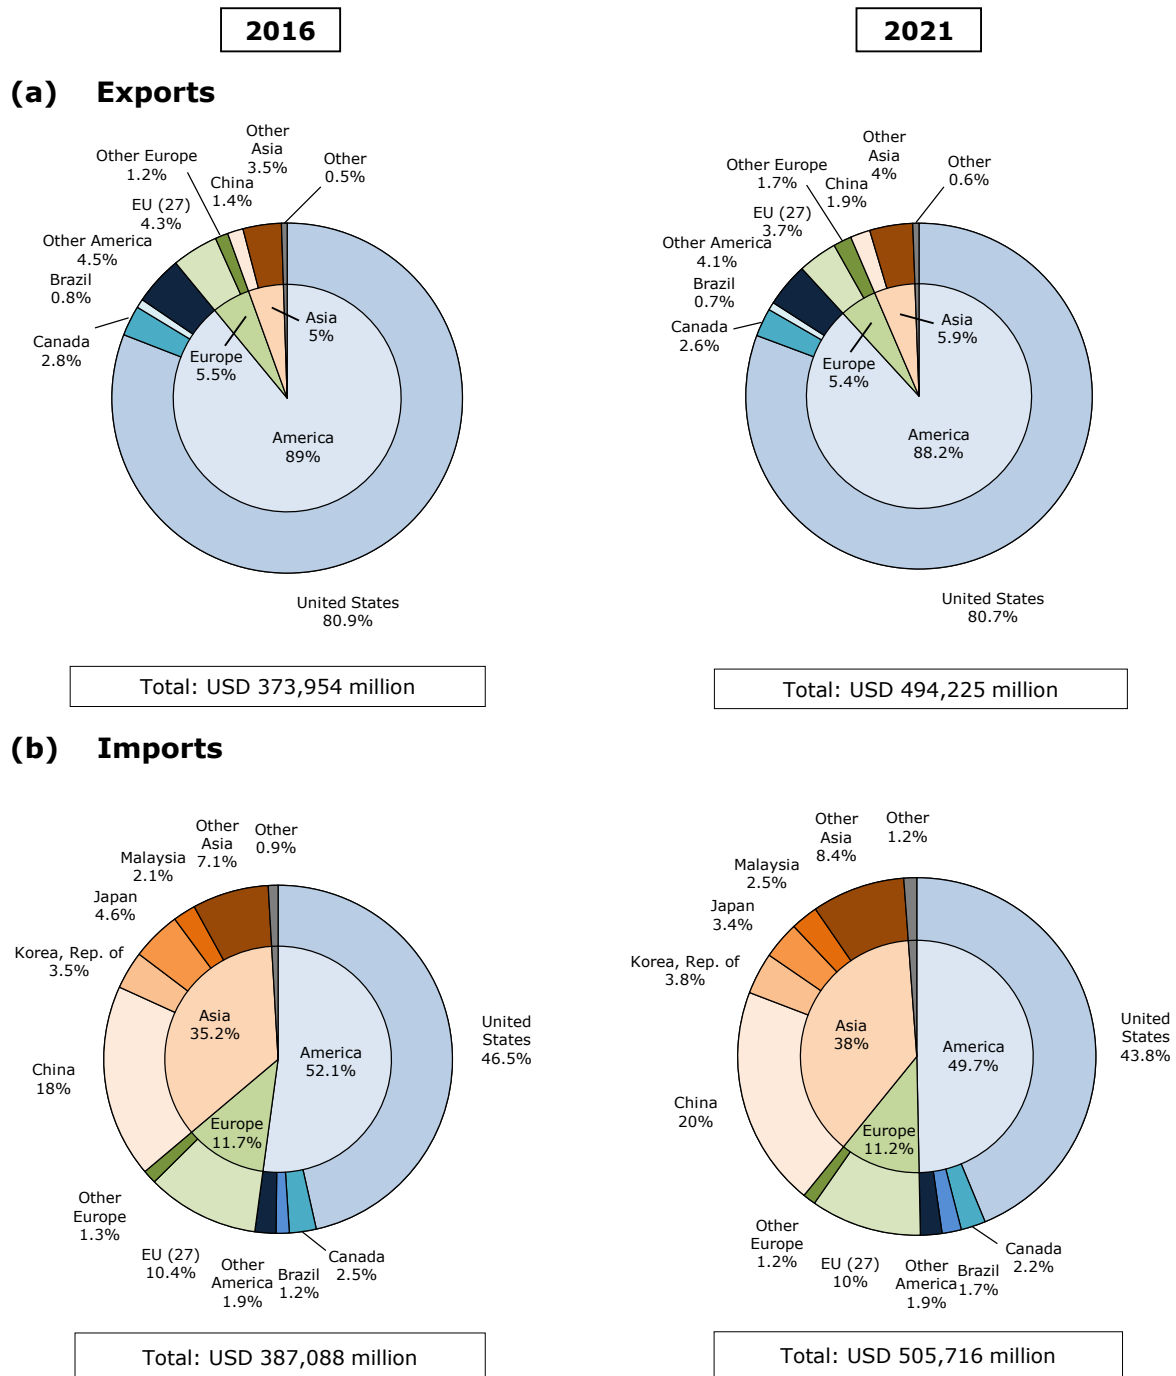 2016
2021
(a) Exports
Other
Asia
3.5%
Other
0.5%
Other Europe
1.2%
China
1.4%
EU (27)
4.3%
Other America
4.5%
Brazil
0.8%
Canada
2.8%
Asia
5%
Europe
5.5%
America
89%
United States
80.9%
Total: USD 373,954 million
Other
Asia
4%
Other
0.6%
Other Europe
1.7%
China
1.9%
EU (27)
3.7%
Other America
4.1%
Brazil
0.7%
Canada
2.6%
Asia
5.9%
Europe
5.4%
America
88.2%
United States
80.7%
Total: USD 494,225 million
(b) Imports
Other
Asia
7.1%
Other
0.9%
Malaysia
2.1%
Japan
4.6%
Korea, Rep. of
3.5%
Asia
35.2%
America
52.1%
United
States
46.5%
China
18%
Europe
11.7%
Other
Europe
1.3%
EU (27)
10.4%
Other
America
1.9%
Brazil
1.2%
Canada
2.5%
Total: USD 387,088 million
Other
Asia
8.4%
Other
1.2%
Malaysia
2.5%
Japan
3.4%
Korea, Rep. of
3.8%
Asia
38%
America
49.7%
United
States
43.8%
China
20%
Europe
11.2%
Other
Europe
1.2%
EU (27)
10%
Other
America
1.9%
Brazil
1.7%
Canada
2.2%
Total: USD 505,716 million